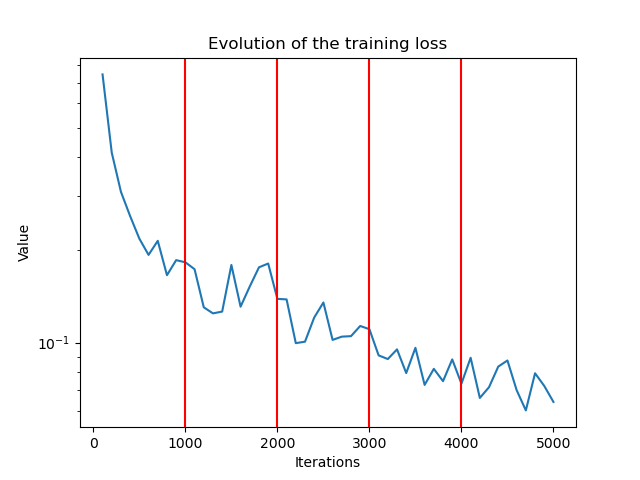 Evolution of the training loss
Value
10⁻¹
0 1000 2000 3000 4000 5000
Iterations